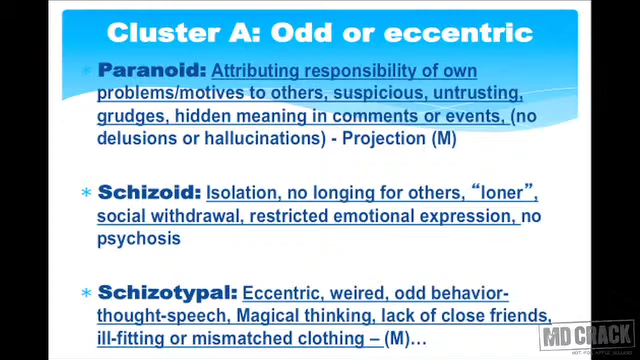 Cluster A: Odd or eccentric
* Paranoid: Attributing responsibility of own
problems/motives to others, suspicious, untrusting,
grudges, hidden meaning in comments or events, (no
delusions or hallucinations) - Projection (M)
* Schizoid: Isolation, no longing for others, “loner”,
social withdrawal, restricted emotional expression, no
psychosis
* Schizotypal: Eccentric, weired, odd behavior-
thought-speech, Magical thinking, lack of close friends,
ill-fitting or mismatched clothing – (M)…
MD CRACK